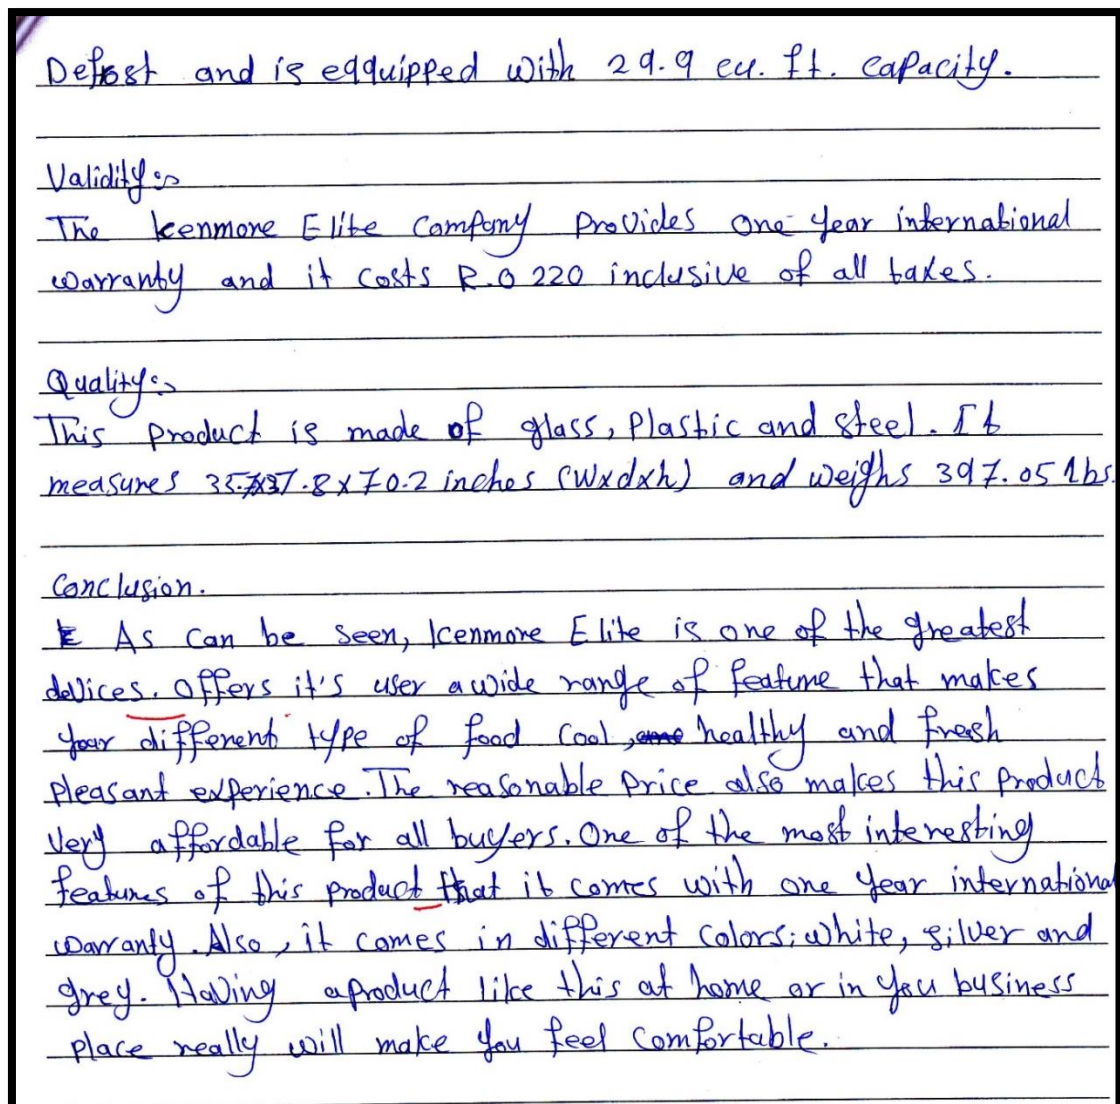 Defrost and is eqquipped with 29.9 cu. ft. capacity.
Validity:-
The Kenmore Elite Company Provides one year international
warranty and it costs R.O 220 inclusive of all taxes.
Quality:-
This product is made of glass, plastic and steel. It
measures 35.7x37.8x70.2 inches (wxdxh) and weighs 397.05 lbs.
Conclusion.
As can be seen, Kenmore Elite is one of the greatest
devices. offers it's user a wide range of feature that makes
your different type of food cool, healthy and fresh
pleasant experience. The reasonable price also makes this product
very affordable for all buyers. One of the most interesting
features of this product that it comes with one year international
warranty. Also, it comes in different colors; white, silver and
grey. Having aproduct like this at home or in you business
place really will make you feel comfortable.